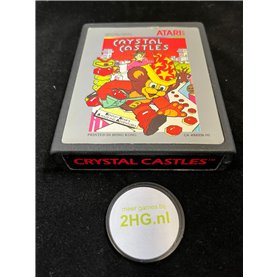 ATARI
CRYSTAL
CASTLES
PRINTED IN HONG KONG
CRYSTAL CASTLES
meer games bij
2HG.nl